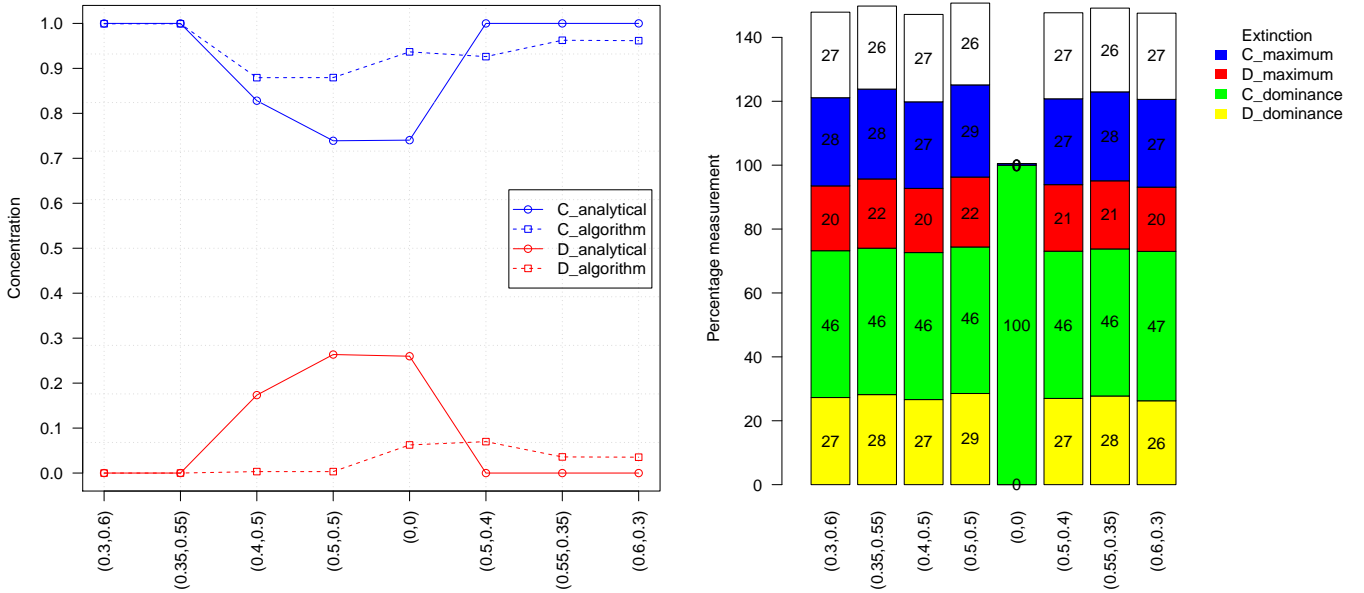 Concentration
1.0
0.9
0.8
0.7
0.6
0.5
0.4
0.3
0.2
0.1
0.0
C_analytical
C_algorithm
D_analytical
D_algorithm
(0.3,0.6)
(0.35,0.55)
(0.4,0.5)
(0.5,0.5)
(0,0)
(0.5,0.4)
(0.55,0.35)
(0.6,0.3)
Percentage measurement
140
120
100
80
60
40
20
0
27 26 27 26 27 26 27
28 28 27 29 0 27 28 27
20 22 20 22 21 21 20
46 46 46 46 100 46 46 47
27 28 27 29 0 27 28 26
(0.3,0.6)
(0.35,0.55)
(0.4,0.5)
(0.5,0.5)
(0,0)
(0.5,0.4)
(0.55,0.35)
(0.6,0.3)
Extinction
C_maximum
D_maximum
C_dominance
D_dominance